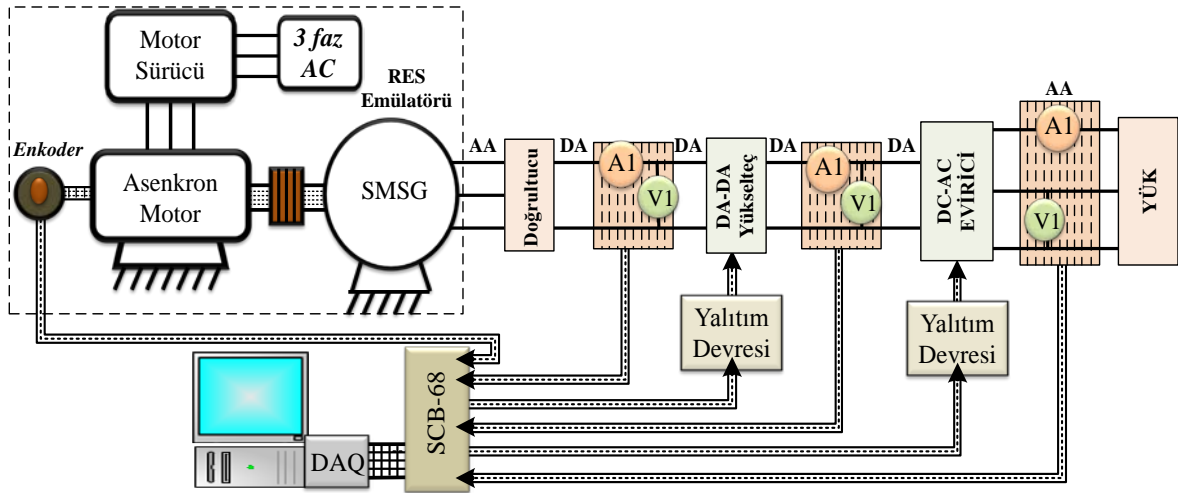 Motor
Sürücü
3 faz
AC
RES
Emülatörü
Enkoder
Asenkron
Motor
SMSG
AA
Doğrultucu
DA
A1
V1
DA
DA-DA
Yükselteç
DA
A1
V1
DA
DC-AC
EVİRİCİ
AA
A1
V1
YÜK
Yalıtım
Devresi
Yalıtım
Devresi
SCB-68
DAQ